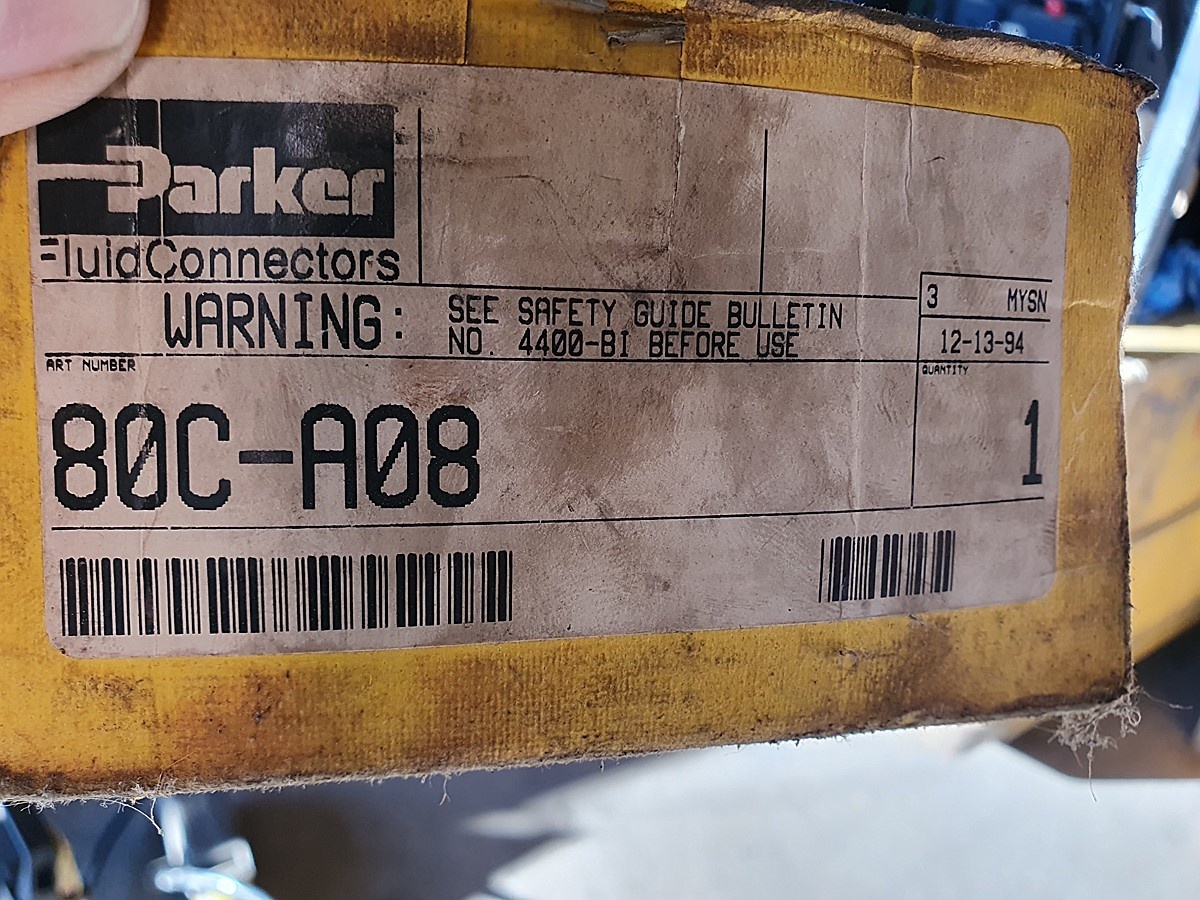 Parker
FluidConnectors
WARNING: SEE SAFETY GUIDE BULLETIN
NO. 4400-BI BEFORE USE
3 MYSN
12-13-94
ART NUMBER
QUANTITY
80C-A08
1